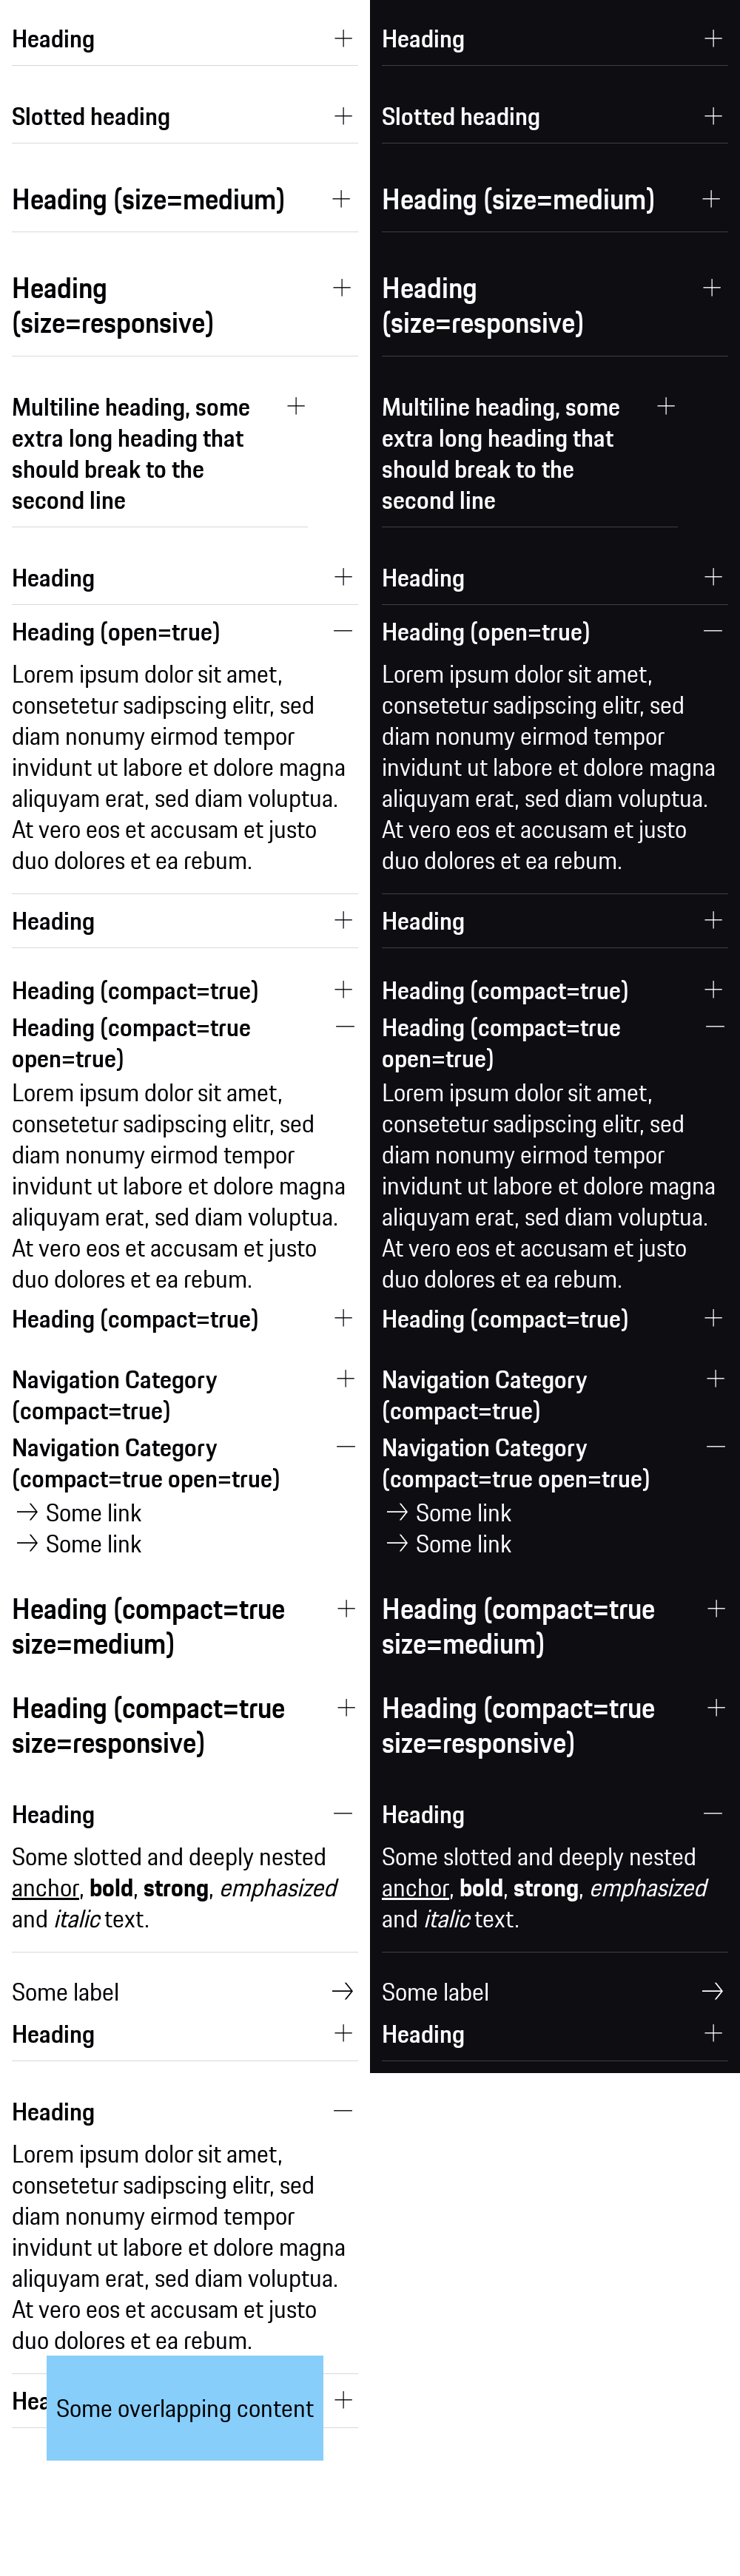 Heading
Slotted heading
Heading (size=medium)
Heading
(size=responsive)
Multiline heading, some
extra long heading that
should break to the
second line
Heading
Heading (open=true)
Lorem ipsum dolor sit amet,
consetetur sadipscing elitr, sed
diam nonumy eirmod tempor
invidunt ut labore et dolore magna
aliquyam erat, sed diam voluptua.
At vero eos et accusam et justo
duo dolores et ea rebum.
Heading
Heading (compact=true)
Heading (compact=true
open=true)
Lorem ipsum dolor sit amet,
consetetur sadipscing elitr, sed
diam nonumy eirmod tempor
invidunt ut labore et dolore magna
aliquyam erat, sed diam voluptua.
At vero eos et accusam et justo
duo dolores et ea rebum.
Heading (compact=true)
Navigation Category
(compact=true)
Navigation Category
(compact=true open=true)
Some link
Some link
Heading (compact=true
size=medium)
Heading (compact=true
size=responsive)
Heading
Some slotted and deeply nested
anchor, bold, strong, emphasized
and italic text.
Some label
Heading
Heading
Lorem ipsum dolor sit amet,
consetetur sadipscing elitr, sed
diam nonumy eirmod tempor
invidunt ut labore et dolore magna
aliquyam erat, sed diam voluptua.
At vero eos et accusam et justo
duo dolores et ea rebum.
Some overlapping content
Heading
Slotted heading
Heading (size=medium)
Heading
(size=responsive)
Multiline heading, some
extra long heading that
should break to the
second line
Heading
Heading (open=true)
Lorem ipsum dolor sit amet,
consetetur sadipscing elitr, sed
diam nonumy eirmod tempor
invidunt ut labore et dolore magna
aliquyam erat, sed diam voluptua.
At vero eos et accusam et justo
duo dolores et ea rebum.
Heading
Heading (compact=true)
Heading (compact=true
open=true)
Lorem ipsum dolor sit amet,
consetetur sadipscing elitr, sed
diam nonumy eirmod tempor
invidunt ut labore et dolore magna
aliquyam erat, sed diam voluptua.
At vero eos et accusam et justo
duo dolores et ea rebum.
Heading (compact=true)
Navigation Category
(compact=true)
Navigation Category
(compact=true open=true)
Some link
Some link
Heading (compact=true
size=medium)
Heading (compact=true
size=responsive)
Heading
Some slotted and deeply nested
anchor, bold, strong, emphasized
and italic text.
Some label
Heading